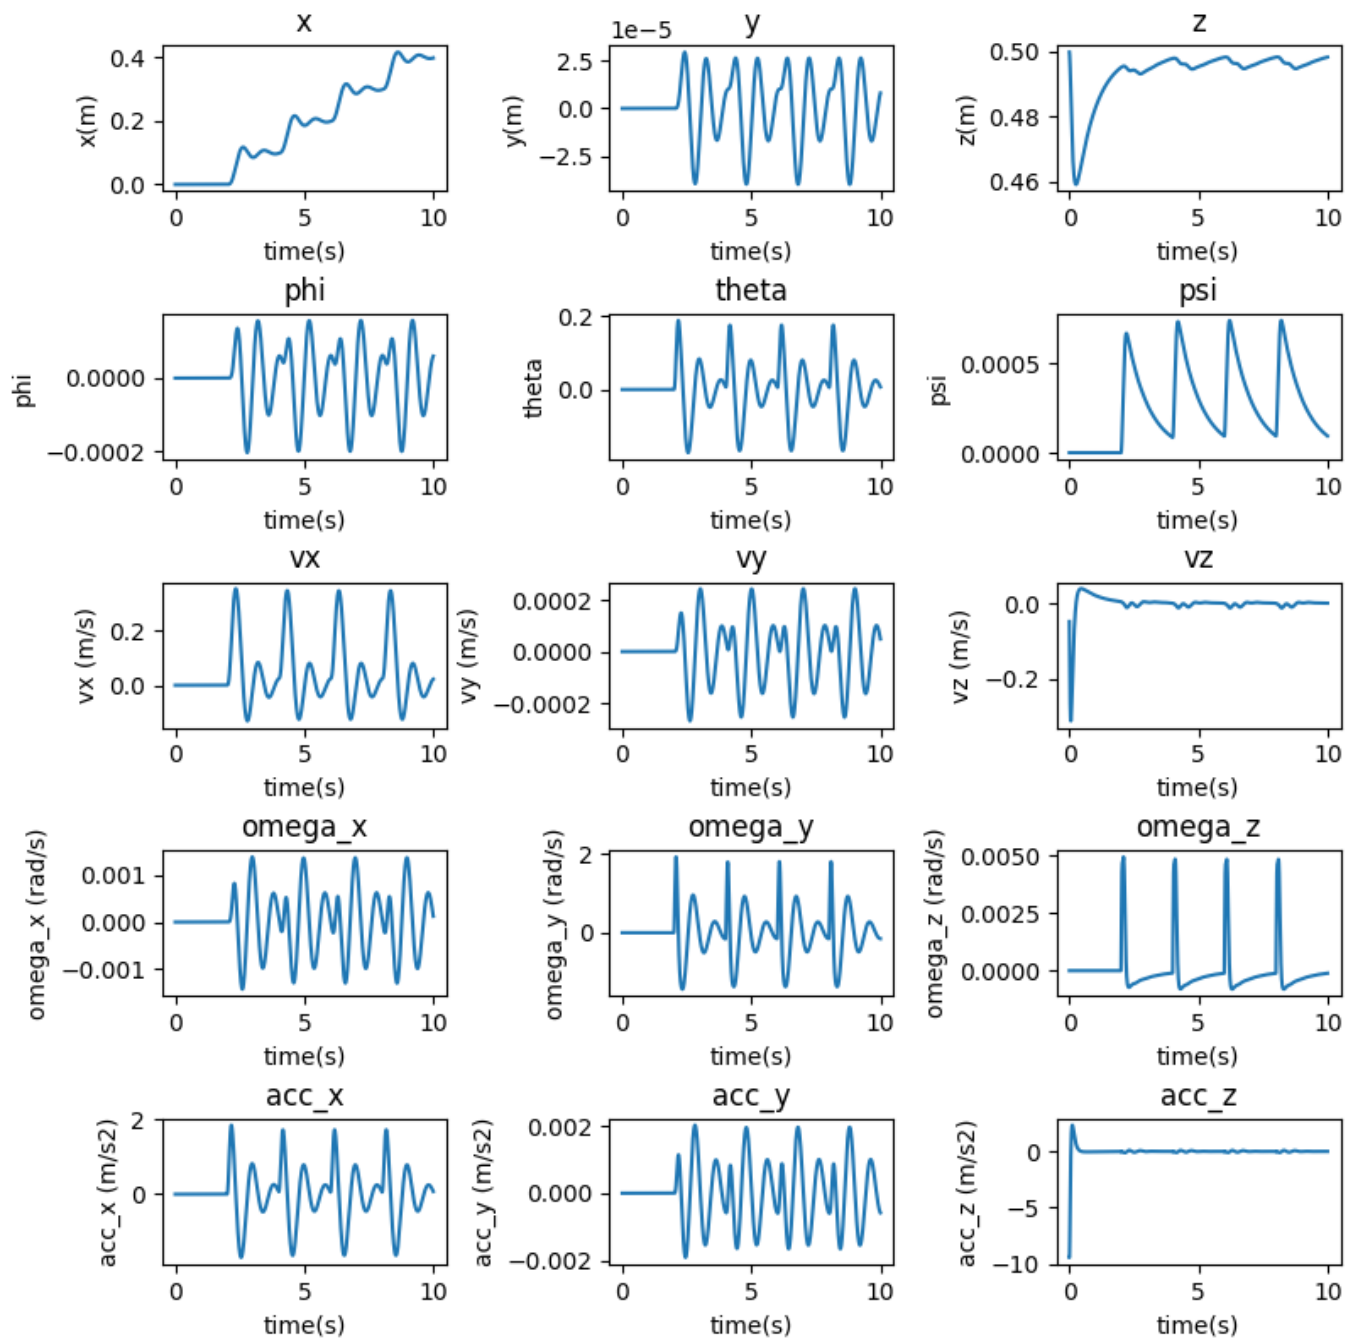 x
x(m)
0.4
0.2
0.0
0 5 10
time(s)
y
1e−5
y(m)
2.5
0.0
−2.5
0 5 10
time(s)
z
z(m)
0.50
0.48
0.46
0 5 10
time(s)
phi
phi
0.0000
−0.0002
0 5 10
time(s)
theta
theta
0.2
0.0
0 5 10
time(s)
psi
psi
0.0005
0.0000
0 5 10
time(s)
vx
vx (m/s)
0.2
0.0
0 5 10
time(s)
vy
vy (m/s)
0.0002
0.0000
−0.0002
0 5 10
time(s)
vz
vz (m/s)
0.0
−0.2
0 5 10
time(s)
omega_x
omega_x (rad/s)
0.001
0.000
−0.001
0 5 10
time(s)
omega_y
omega_y (rad/s)
2
0
0 5 10
time(s)
omega_z
omega_z (rad/s)
0.0050
0.0025
0.0000
0 5 10
time(s)
acc_x
acc_x (m/s2)
2
0
0 5 10
time(s)
acc_y
acc_y (m/s2)
0.002
0.000
−0.002
0 5 10
time(s)
acc_z
acc_z (m/s2)
0
−5
−10
0 5 10
time(s)